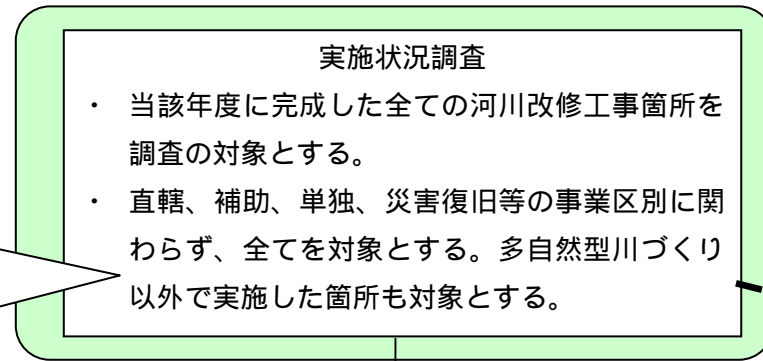 実施状況調査
・ 当該年度に完成した全ての河川改修工事箇所を
調査の対象とする。
・ 直轄、補助、単独、災害復旧等の事業区別に関
わらず、全てを対象とする。多自然型川づくり
以外で実施した箇所も対象とする。